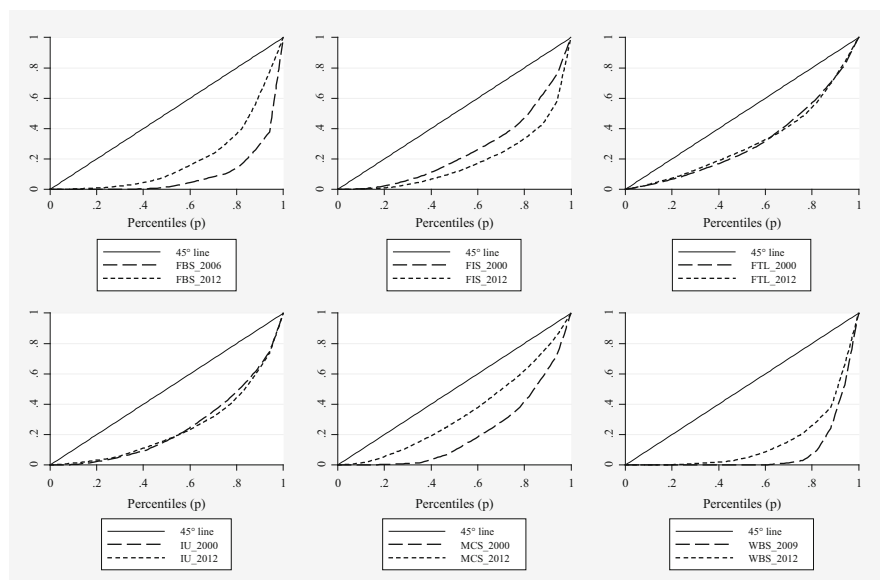 0 .2 .4 .6 .8 1
0 .2 .4 .6 .8 1
Percentiles (p)
45° line
FBS_2006
FBS_2012
0 .2 .4 .6 .8 1
0 .2 .4 .6 .8 1
Percentiles (p)
45° line
FIS_2000
FIS_2012
0 .2 .4 .6 .8 1
0 .2 .4 .6 .8 1
Percentiles (p)
45° line
FTL_2000
FTL_2012
0 .2 .4 .6 .8 1
0 .2 .4 .6 .8 1
Percentiles (p)
45° line
IU_2000
IU_2012
0 .2 .4 .6 .8 1
0 .2 .4 .6 .8 1
Percentiles (p)
45° line
MCS_2000
MCS_2012
0 .2 .4 .6 .8 1
0 .2 .4 .6 .8 1
Percentiles (p)
45° line
WBS_2009
WBS_2012